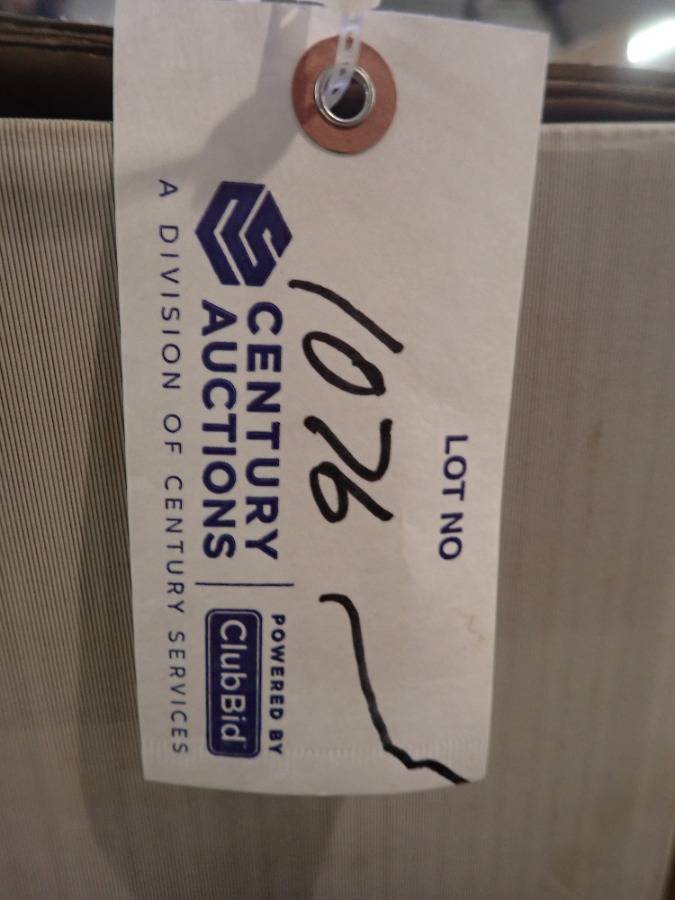 LOT NO
1076
CENTURY
AUCTIONS
POWERED BY
ClubBid
A DIVISION OF CENTURY SERVICES